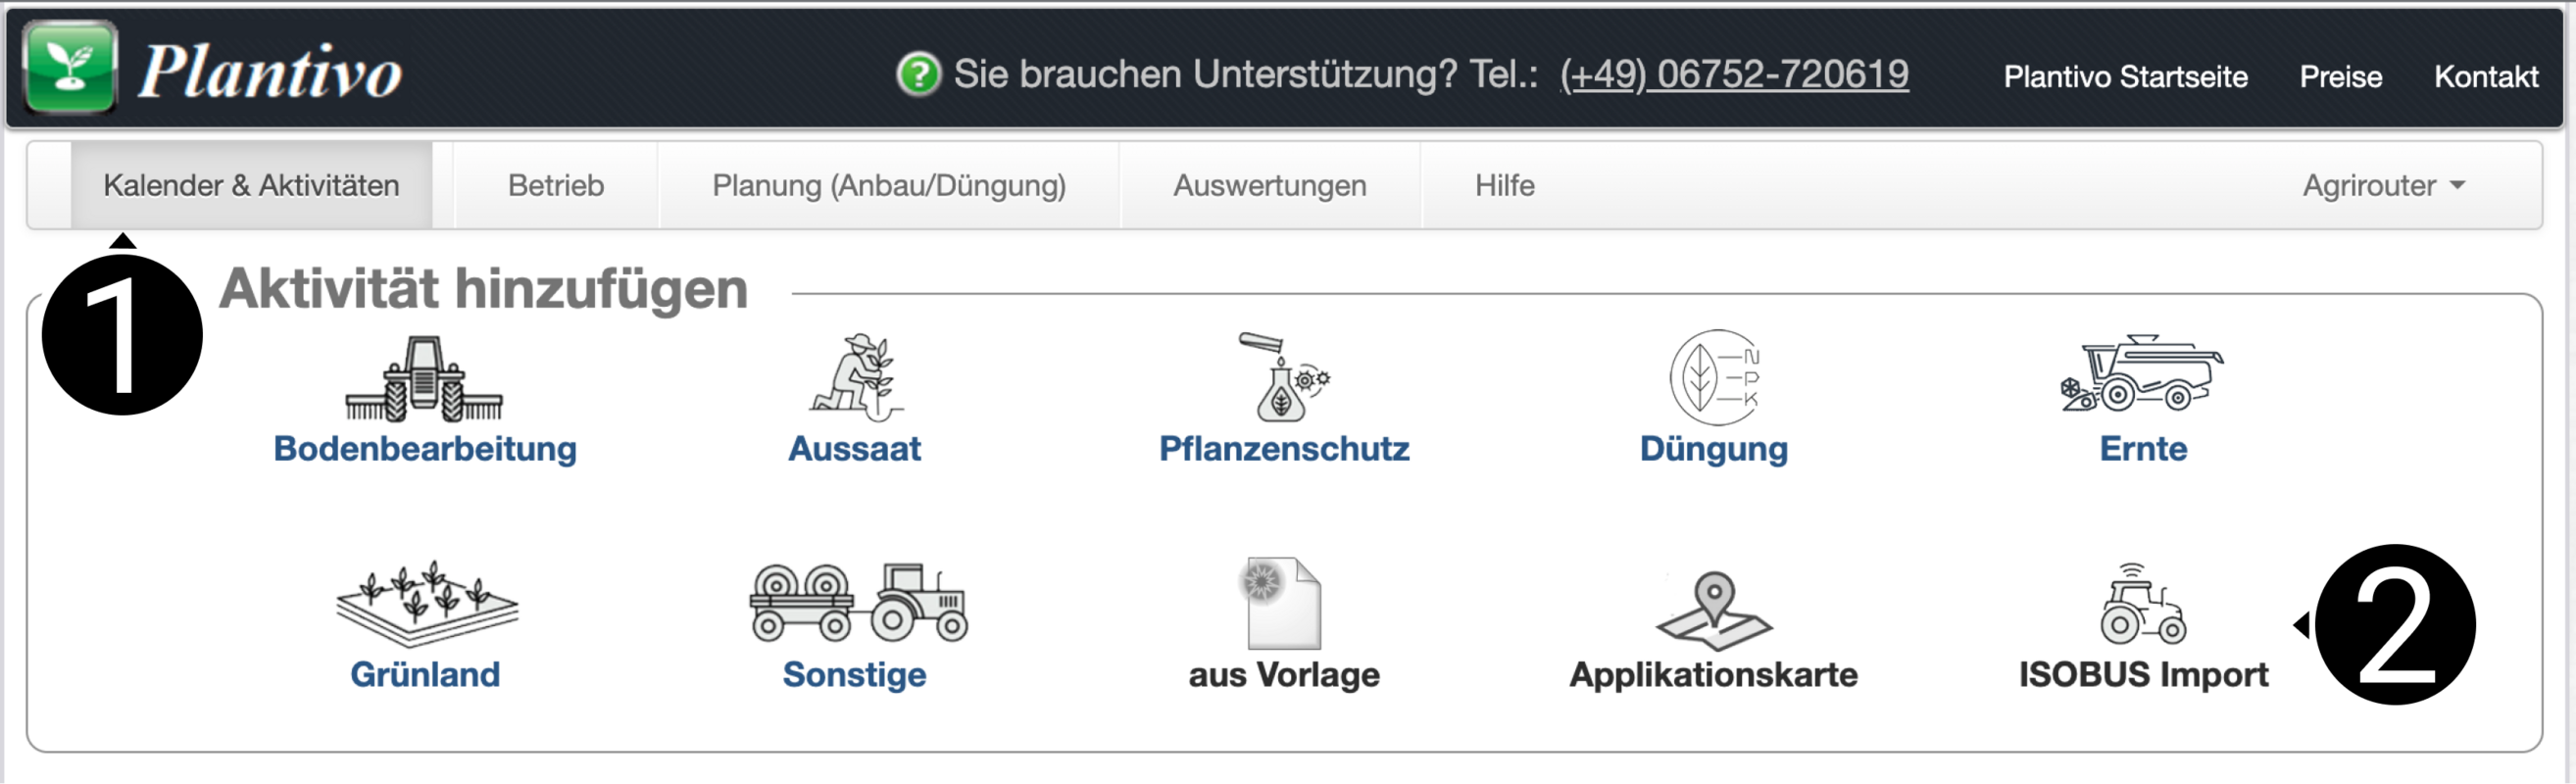 Plantivo
Sie brauchen Unterstützung? Tel.: (+49) 06752-720619
Plantivo Startseite Preise Kontakt
Kalender & Aktivitäten Betrieb Planung (Anbau/Düngung) Auswertungen Hilfe Agrirouter
1
Aktivität hinzufügen
N
P
K
Bodenbearbeitung Aussaat Pflanzenschutz Düngung Ernte
2
Grünland Sonstige aus Vorlage Applikationskarte ISOBUS Import